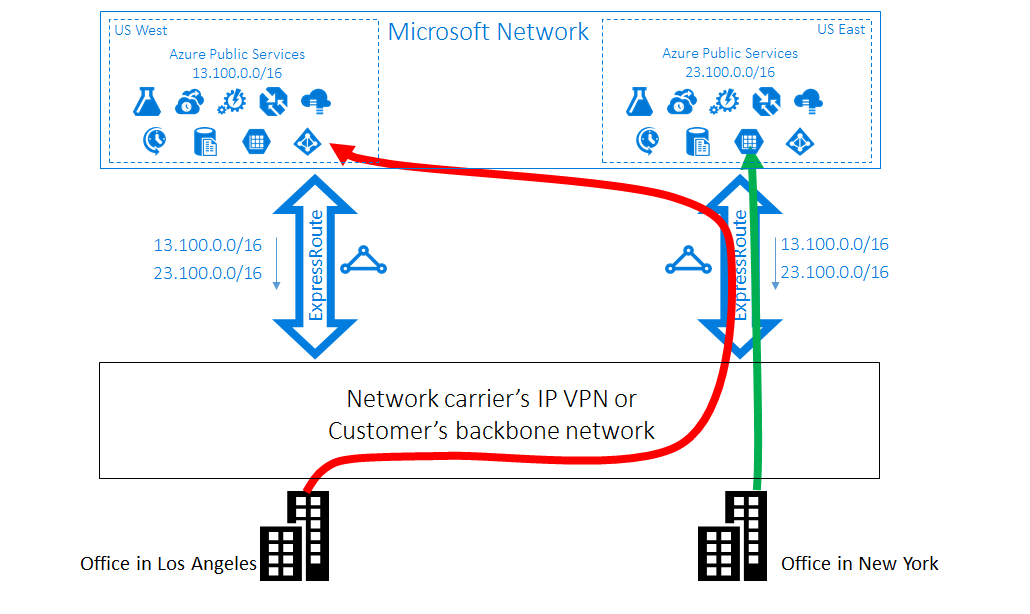 US West
Microsoft Network
US East
Azure Public Services
13.100.0.0/16
Azure Public Services
23.100.0.0/16
13.100.0.0/16
23.100.0.0/16
ExpressRoute
ExpressRoute
13.100.0.0/16
23.100.0.0/16
Network carrier’s IP VPN or
Customer’s backbone network
Office in Los Angeles
Office in New York